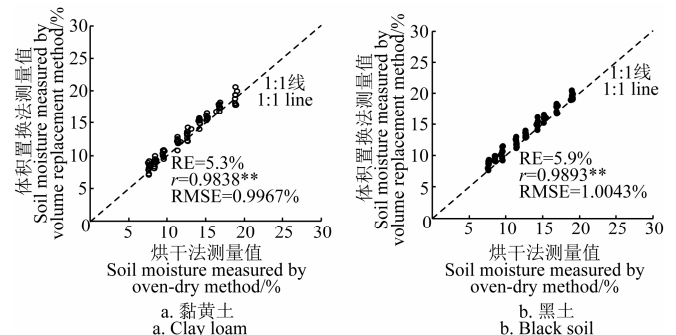 体积置换法测量值
Soil moisture measured by
volume replacement method/%
30
25
20
15
10
5
0
5
10
15
20
25
30
1:1线
1:1 line
RE=5.3%
r=0.9838**
RMSE=0.9967%
烘干法测量值
Soil moisture measured by
oven-dry method/%
a. 黏黄土
a. Clay loam
体积置换法测量值
Soil moisture measured by
volume replacement method/%
30
25
20
15
10
5
0
5
10
15
20
25
30
1:1线
1:1 line
RE=5.9%
r=0.9893**
RMSE=1.0043%
烘干法测量值
Soil moisture measured by
oven-dry method/%
b. 黑土
b. Black soil